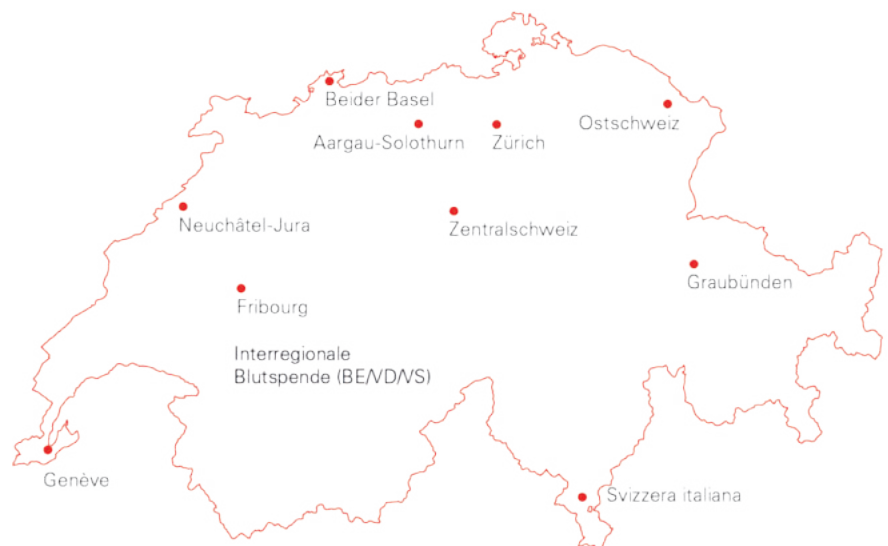 Beider Basel
Ostschweiz
Aargau-Solothurn
Zürich
Neuchâtel-Jura
Zentralschweiz
Graubünden
Fribourg
Interregionale
Blutspende (BE/VD/VS)
Genève
Svizzera italiana